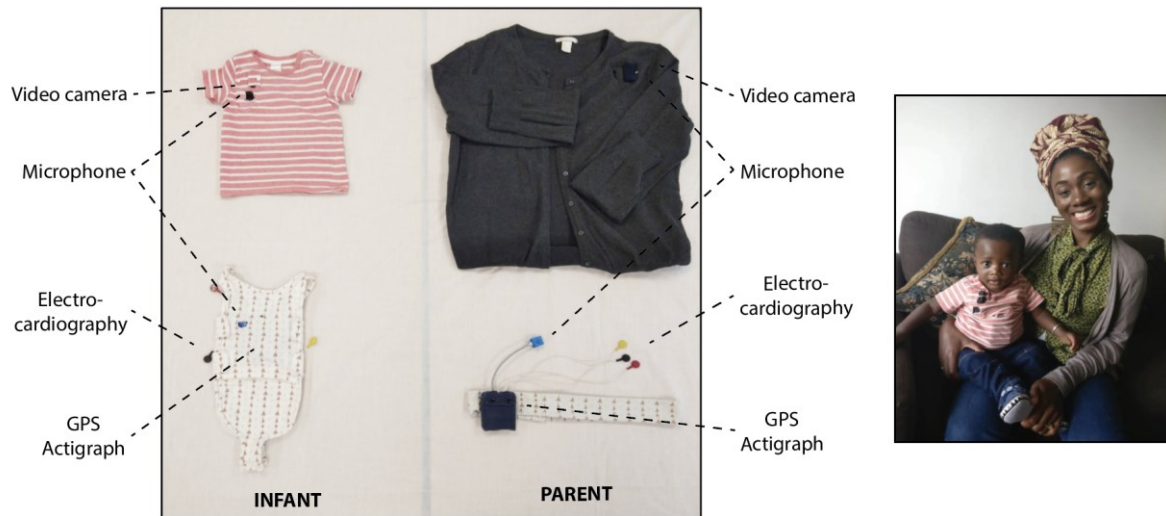 Video camera
Microphone
Electro-
cardiography
GPS
Actigraph
INFANT
Video camera
Microphone
Electro-
cardiography
GPS
Actigraph
PARENT